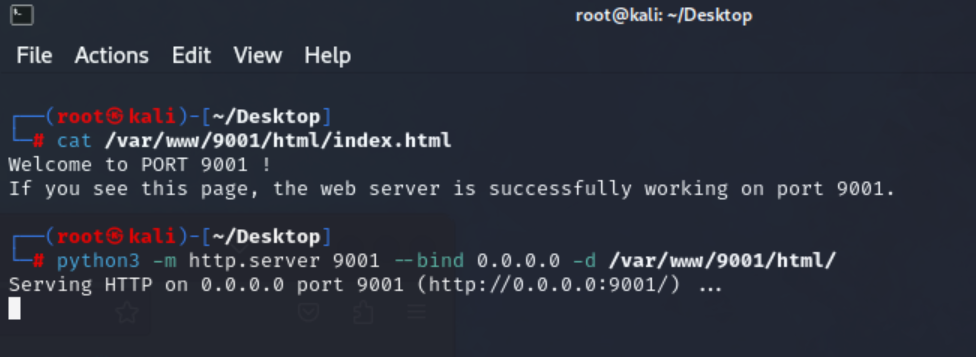 root@kali: ~/Desktop
File Actions Edit View Help
┌──(root㉿kali)-[~/Desktop]
└─# cat /var/www/9001/html/index.html
Welcome to PORT 9001 !
If you see this page, the web server is successfully working on port 9001.
┌──(root㉿kali)-[~/Desktop]
└─# python3 -m http.server 9001 --bind 0.0.0.0 -d /var/www/9001/html/
Serving HTTP on 0.0.0.0 port 9001 (http://0.0.0.0:9001/) ...